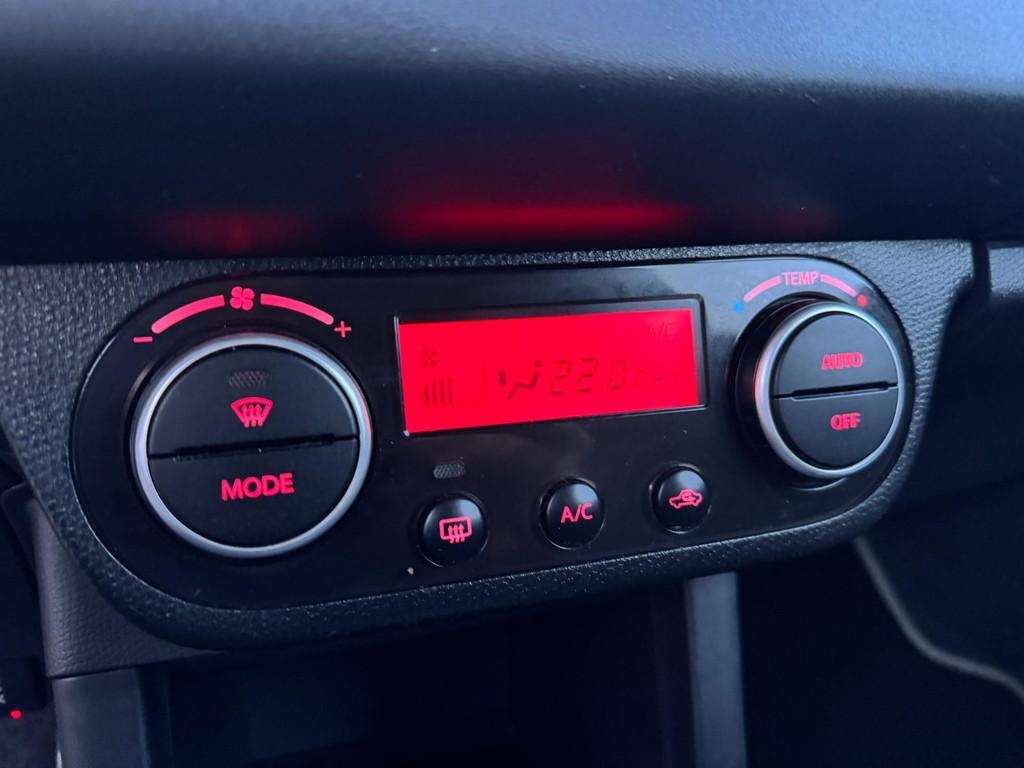 TEMP
− +
A/C
22.0°C
AUTO
OFF
MODE
A/C